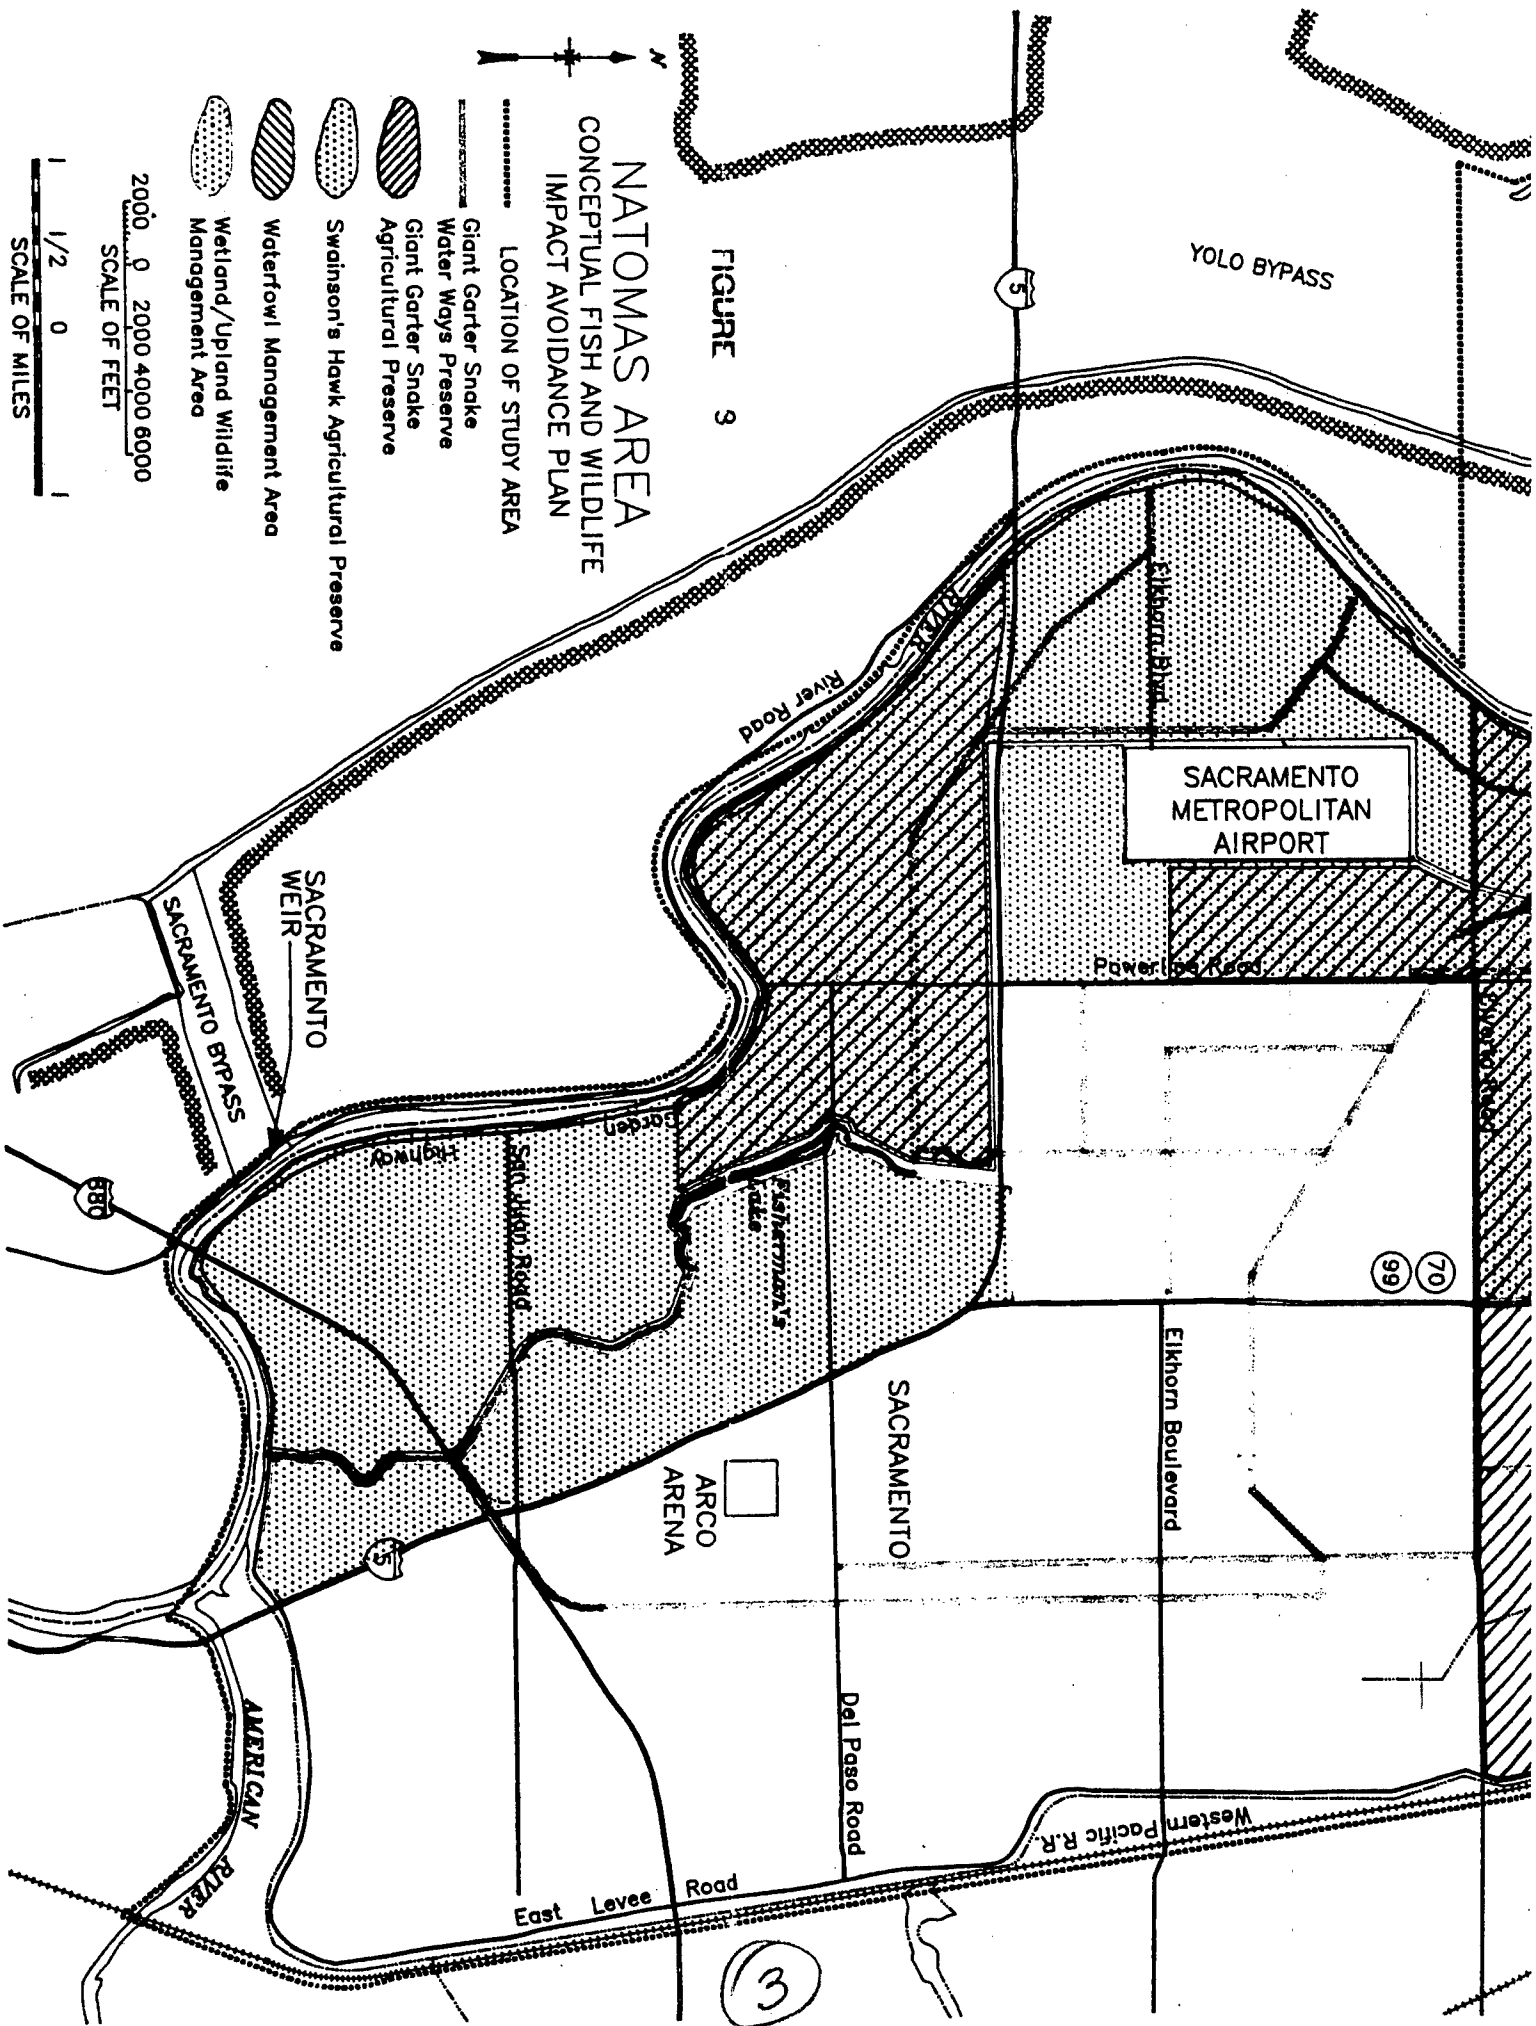 FIGURE 3
NATOMAS AREA
CONCEPTUAL FISH AND WILDLIFE
IMPACT AVOIDANCE PLAN
N
LOCATION OF STUDY AREA
Giant Garter Snake
Water Ways Preserve
Giant Garter Snake
Agricultural Preserve
Swainson's Hawk Agricultural Preserve
Waterfowl Management Area
Wetland/Upland Wildlife
Management Area
2000 0 2000 4000 6000
SCALE OF FEET
1 1/2 0 1
SCALE OF MILES
YOLO BYPASS
5
RIVER
River Road
Elkhorn Blvd
SACRAMENTO
METROPOLITAN
AIRPORT
Powerline Road
SACRAMENTO
WEIR
SACRAMENTO BYPASS
880
Garden
Highway
San Juan Road
Fisherman's
Lake
70
99
Elkhorn Boulevard
SACRAMENTO
ARCO
ARENA
5
Del Paso Road
Western Pacific R.R.
East Levee Road
AMERICAN
RIVER
3